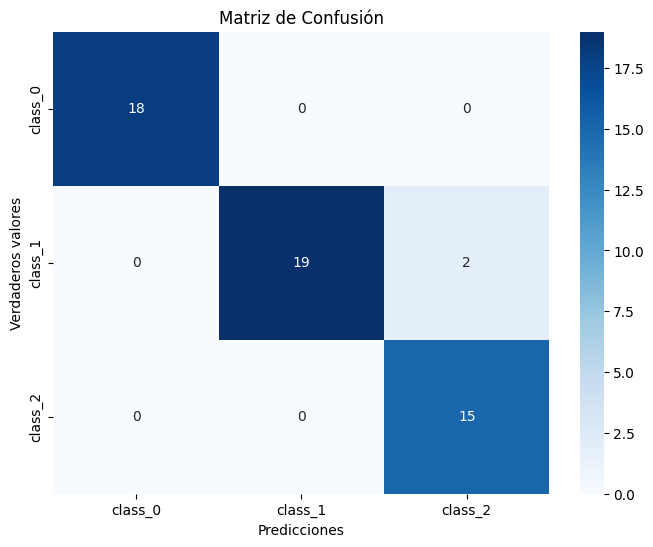 Matriz de Confusión
class_0
18
0
0
class_1
0
19
2
class_2
0
0
15
Verdaderos valores
class_0
class_1
class_2
Predicciones
17.5
15.0
12.5
10.0
7.5
5.0
2.5
0.0